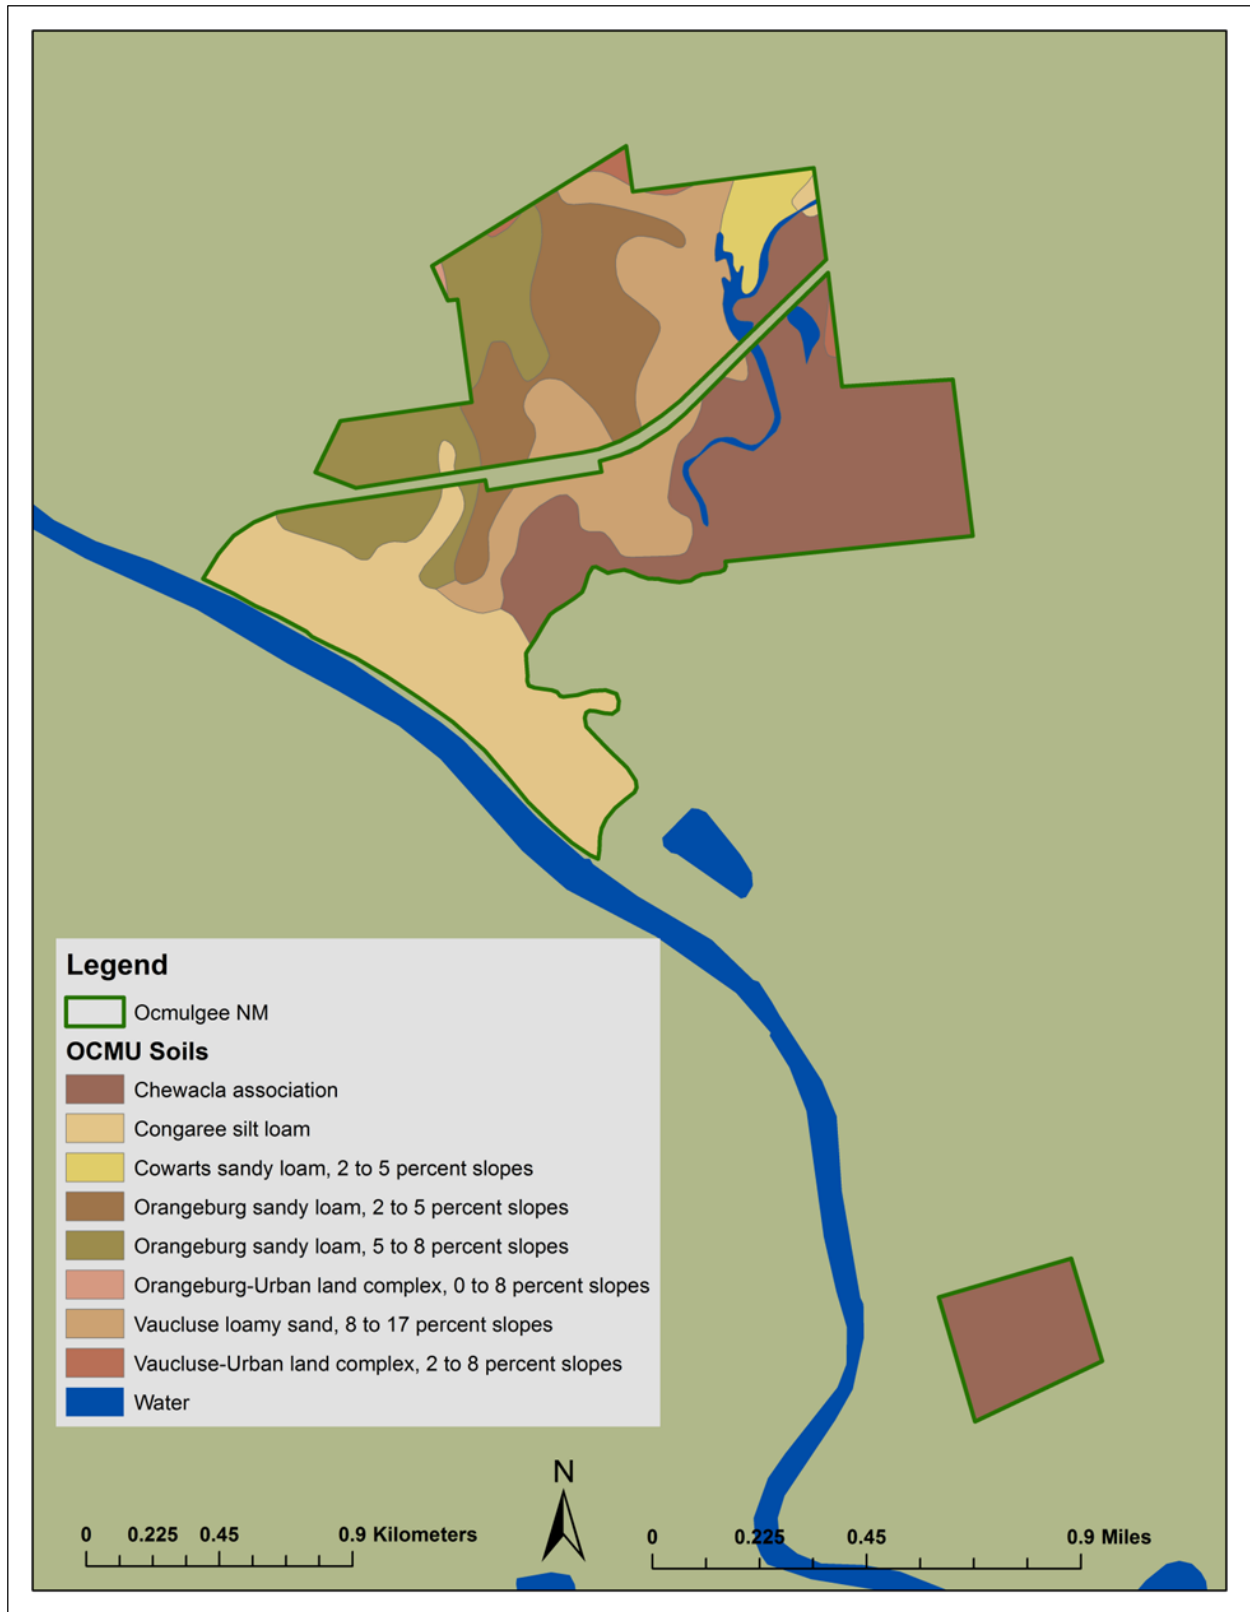 Legend
Ocmulgee NM
OCMU Soils
Chewacla association
Congaree silt loam
Cowarts sandy loam, 2 to 5 percent slopes
Orangeburg sandy loam, 2 to 5 percent slopes
Orangeburg sandy loam, 5 to 8 percent slopes
Orangeburg-Urban land complex, 0 to 8 percent slopes
Vaucluse loamy sand, 8 to 17 percent slopes
Vaucluse-Urban land complex, 2 to 8 percent slopes
Water
N
0 0.225 0.45 0.9 Kilometers
0 0.225 0.45 0.9 Miles